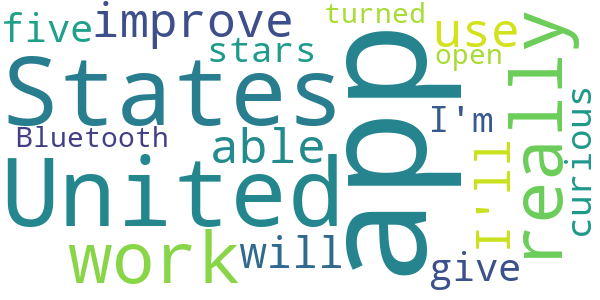 five improve turned use
stars open
States app really
Bluetooth able I'm curious
United I'll
work will give